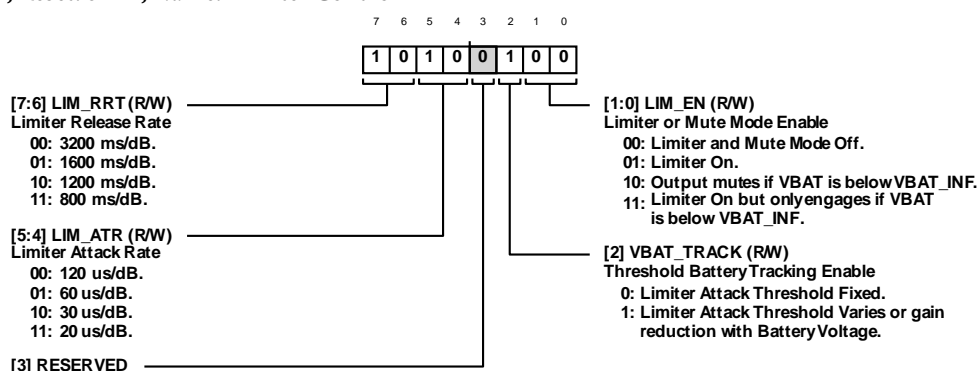 7 6 5 4 3 2 1 0
1 0 1 0 0 1 0 0
[7:6] LIM_RRT (R/W)
Limiter Release Rate
00: 3200 ms/dB.
01: 1600 ms/dB.
10: 1200 ms/dB.
11: 800 ms/dB.
[5:4] LIM_ATR (R/W)
Limiter Attack Rate
00: 120 us/dB.
01: 60 us/dB.
10: 30 us/dB.
11: 20 us/dB.
[3] RESERVED
[1:0] LIM_EN (R/W)
Limiter or Mute Mode Enable
00: Limiter and Mute Mode Off.
01: Limiter On.
10: Output mutes if VBAT is below VBAT_INF.
11: Limiter On but only engages if VBAT
is below VBAT_INF.
[2] VBAT_TRACK (R/W)
Threshold Battery Tracking Enable
0: Limiter Attack Threshold Fixed.
1: Limiter Attack Threshold Varies or gain
reduction with Battery Voltage.